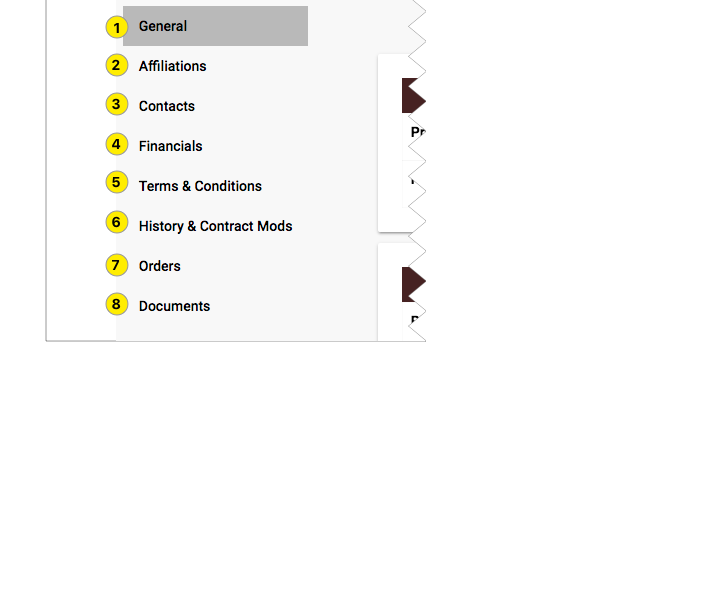 1 General
2 Affiliations
3 Contacts
4 Financials
5 Terms & Conditions
6 History & Contract Mods
7 Orders
8 Documents